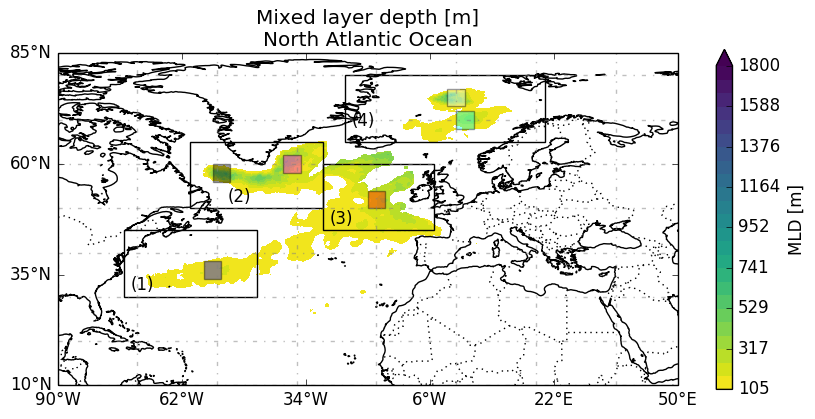 Mixed layer depth [m]
North Atlantic Ocean
85°N
60°N
35°N
10°N
90°W
62°W
34°W
6°W
22°E
50°E
(4)
(2)
(3)
(1)
1800
1588
1376
1164
952
741
529
317
105
MLD [m]